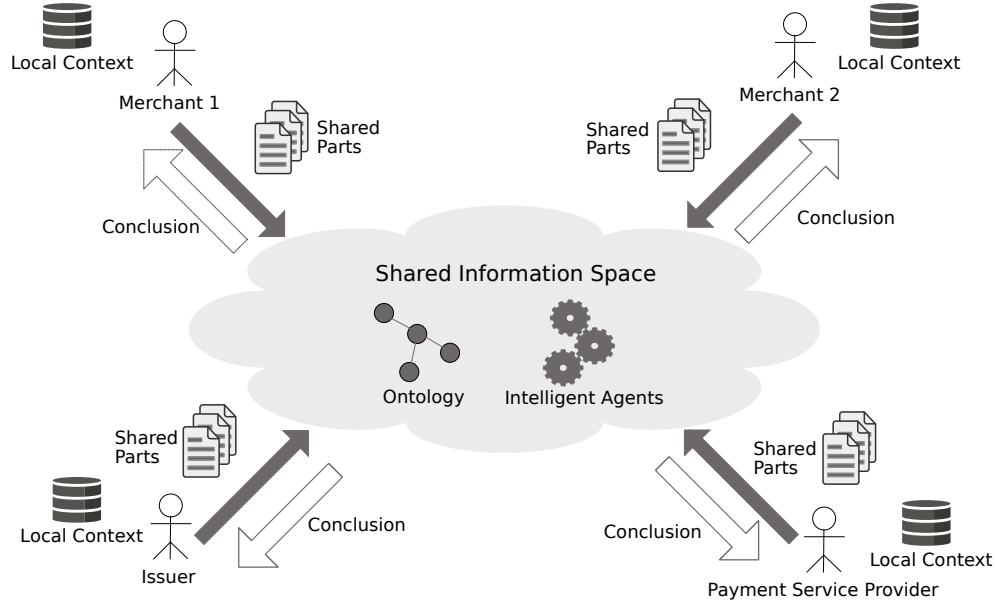 Local Context
Merchant 1
Shared
Parts
Conclusion
Merchant 2
Local Context
Shared
Parts
Conclusion
Shared Information Space
Ontology
Intelligent Agents
Shared
Parts
Local Context
Issuer
Conclusion
Shared
Parts
Conclusion
Local Context
Payment Service Provider